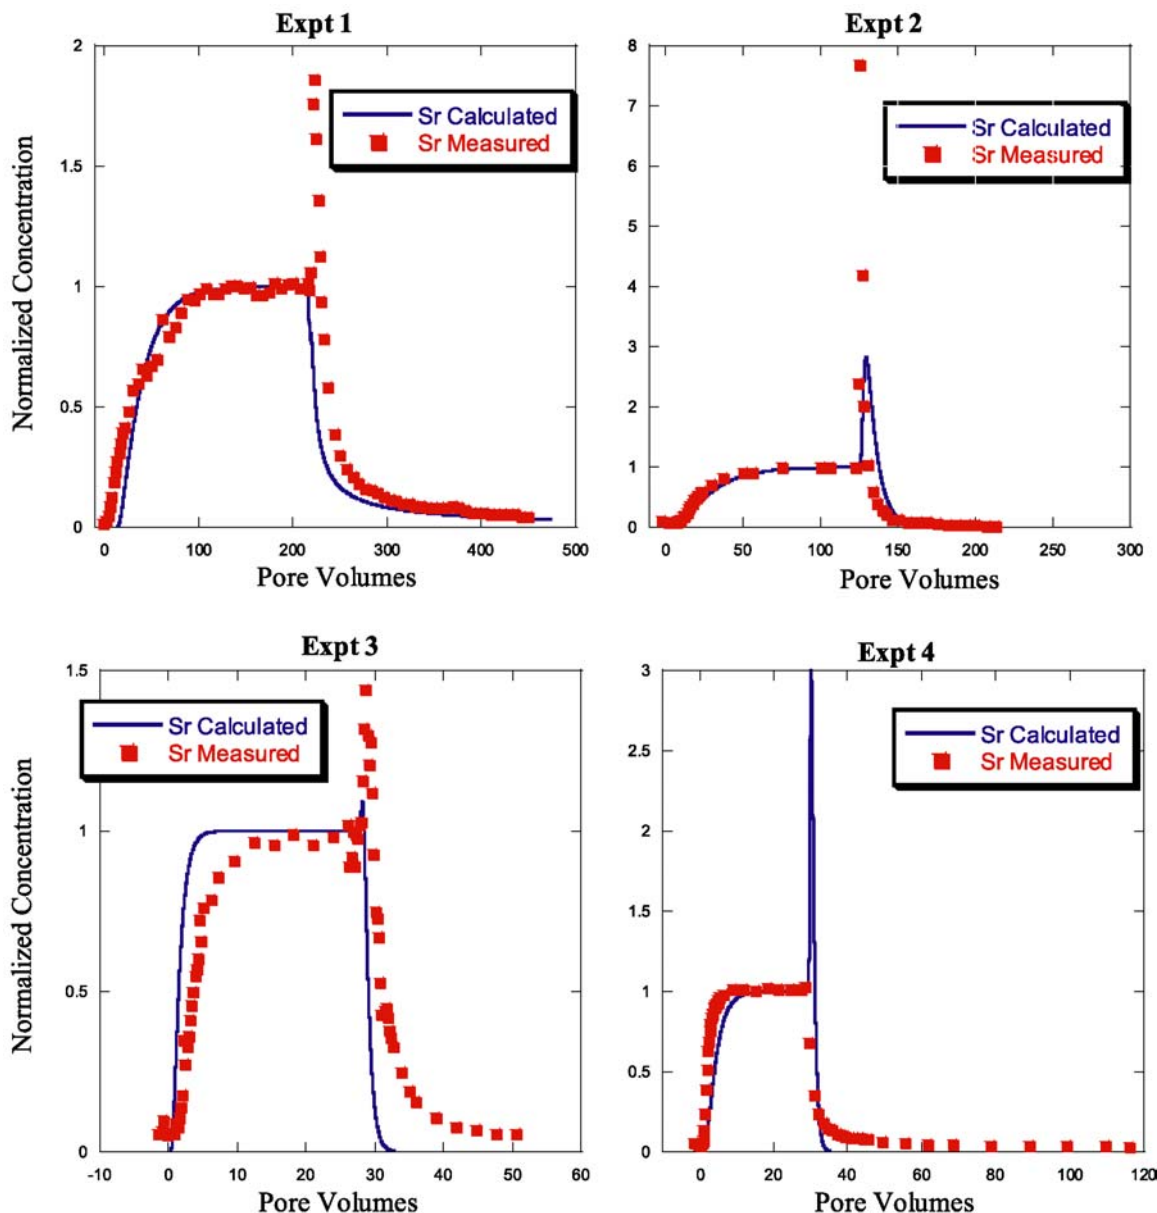 Expt 1
Expt 2
2
1.5
1
0.5
0
Normalized Concentration
Sr Calculated
Sr Measured
0 100 200 300 400 500
Pore Volumes
8
7
6
5
4
3
2
1
0
Sr Calculated
Sr Measured
0 50 100 150 200 250 300
Pore Volumes
Expt 3
Expt 4
1.5
1
0.5
0
Normalized Concentration
Sr Calculated
Sr Measured
-10 0 10 20 30 40 50 60
Pore Volumes
3
2.5
2
1.5
1
0.5
0
Sr Calculated
Sr Measured
0 20 40 60 80 100 120
Pore Volumes